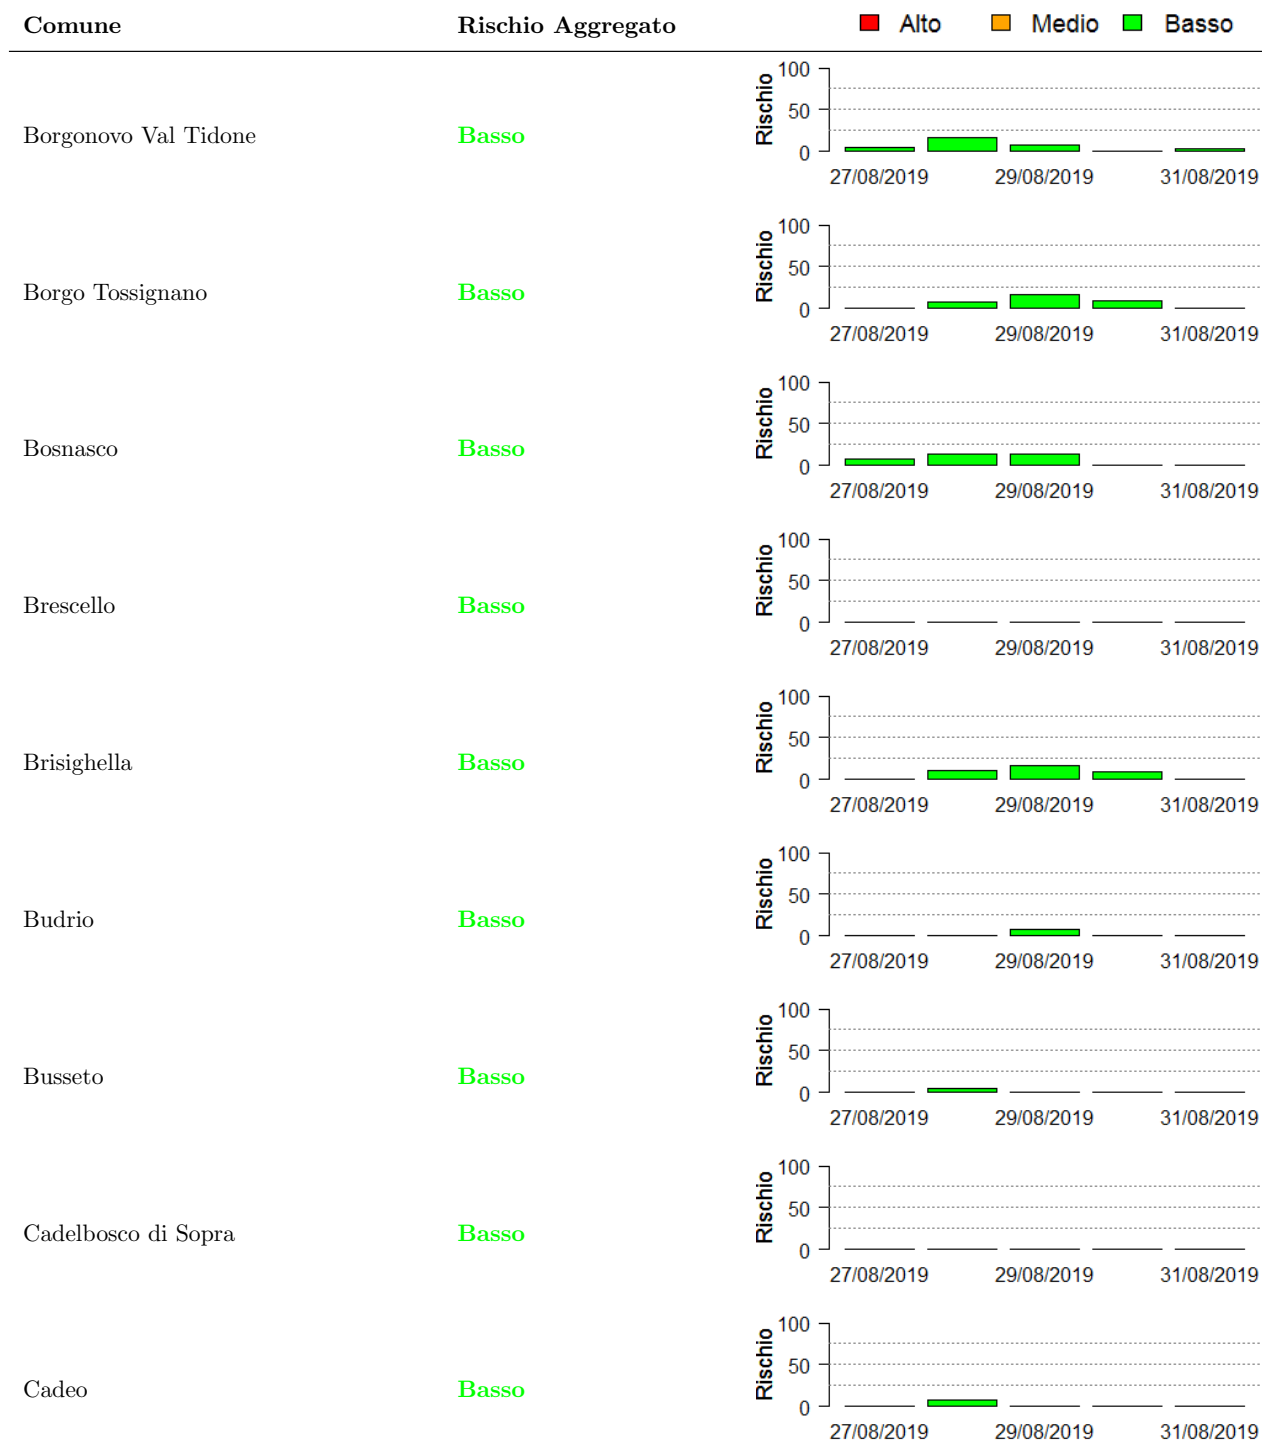 Comune Rischio Aggregato Alto Medio Basso
100
50
0
Rischio
Borgonovo Val Tidone Basso
27/08/2019 29/08/2019 31/08/2019
100
50
0
Rischio
Borgo Tossignano Basso
27/08/2019 29/08/2019 31/08/2019
100
50
0
Rischio
Bosnasco Basso
27/08/2019 29/08/2019 31/08/2019
100
50
0
Rischio
Brescello Basso
27/08/2019 29/08/2019 31/08/2019
100
50
0
Rischio
Brisighella Basso
27/08/2019 29/08/2019 31/08/2019
100
50
0
Rischio
Budrio Basso
27/08/2019 29/08/2019 31/08/2019
100
50
0
Rischio
Busseto Basso
27/08/2019 29/08/2019 31/08/2019
100
50
0
Rischio
Cadelbosco di Sopra Basso
27/08/2019 29/08/2019 31/08/2019
100
50
0
Rischio
Cadeo Basso
27/08/2019 29/08/2019 31/08/2019